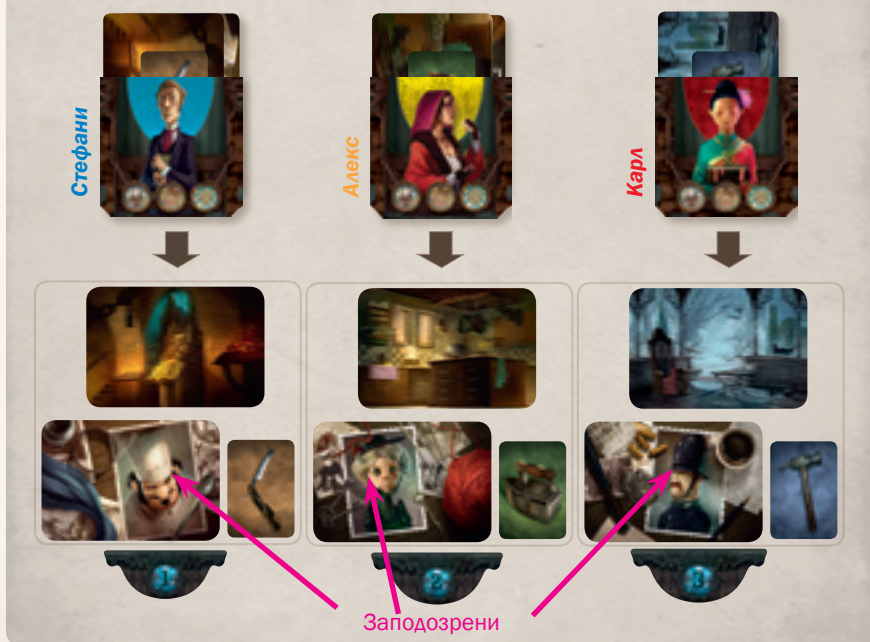 Стефани
Алекс
Карл
1
2
3
Заподозрени